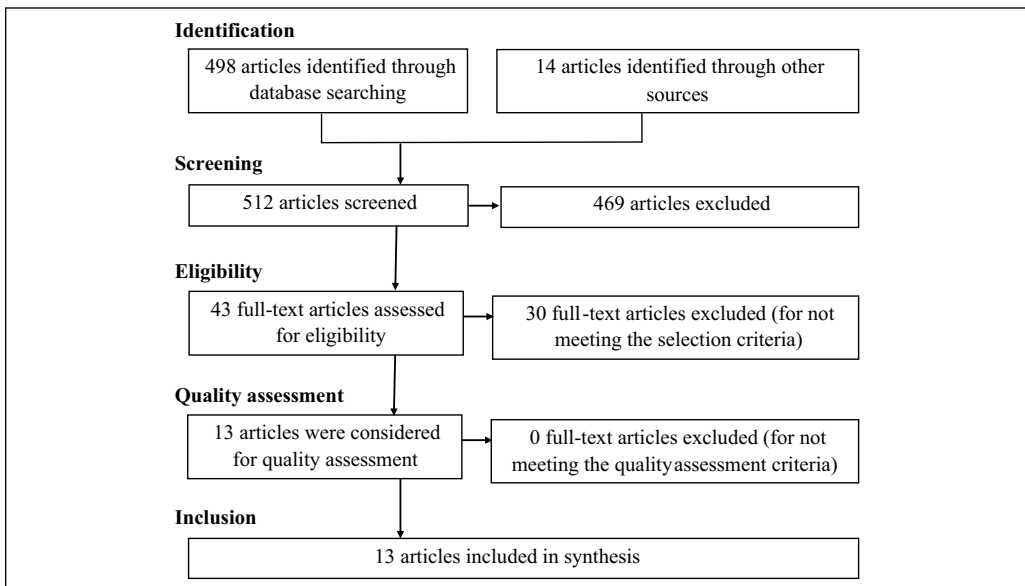 Identification
498 articles identified through
database searching
14 articles identified through other
sources
Screening
512 articles screened
469 articles excluded
Eligibility
43 full-text articles assessed
for eligibility
30 full-text articles excluded (for not
meeting the selection criteria)
Quality assessment
13 articles were considered
for quality assessment
0 full-text articles excluded (for not
meeting the quality assessment criteria)
Inclusion
13 articles included in synthesis